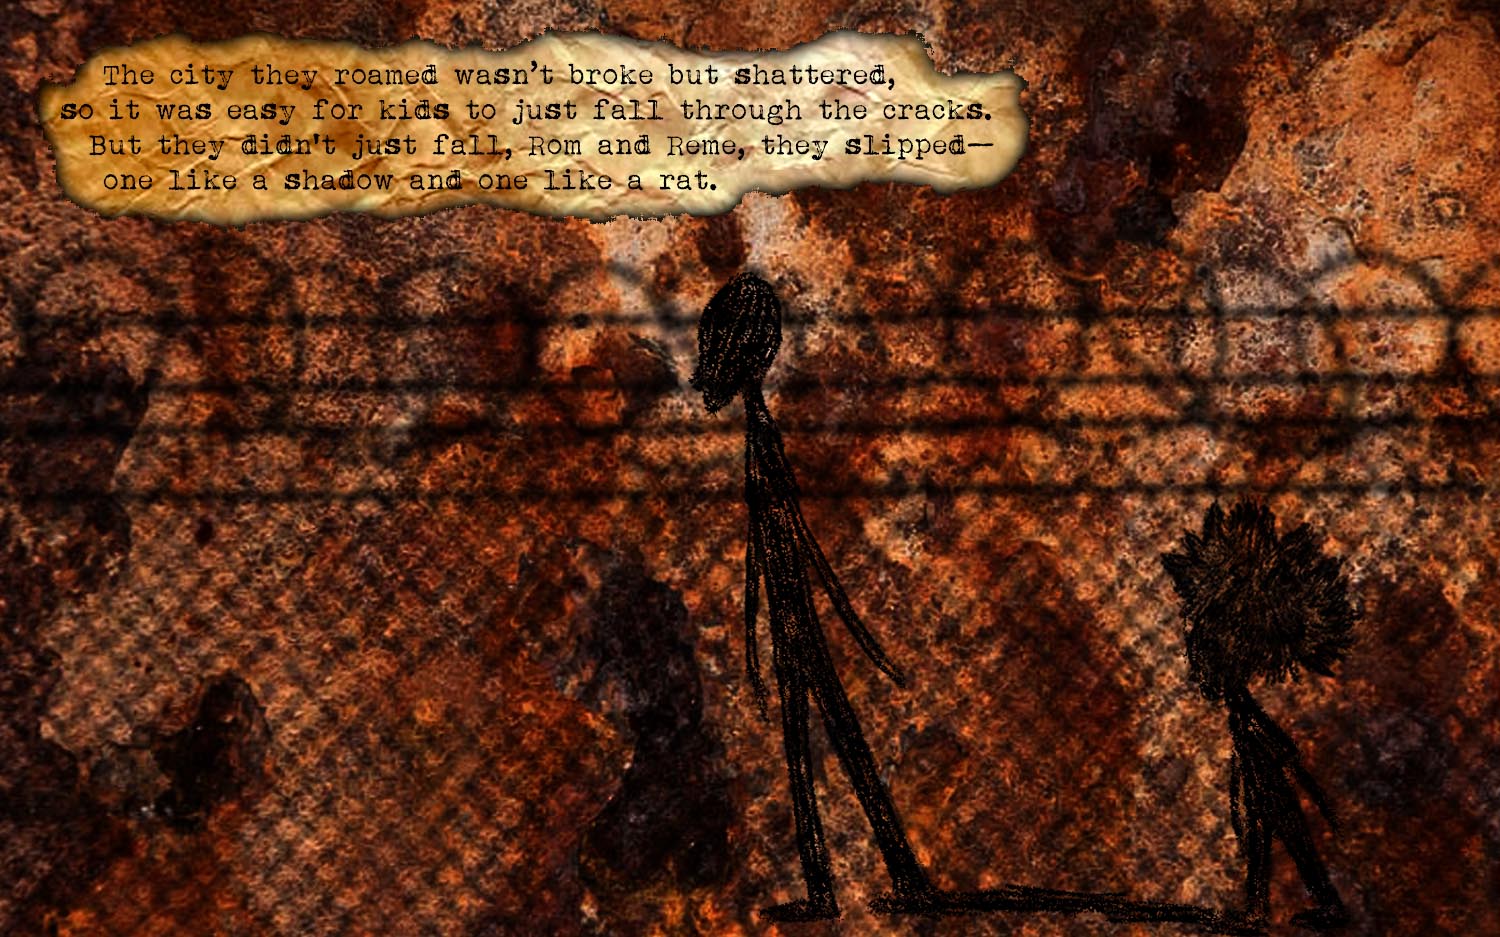 The city they roamed wasn't broke but shattered,
so it was easy for kids to just fall through the cracks.
But they didn't just fall, Rom and Reme, they slipped—
one like a shadow and one like a rat.